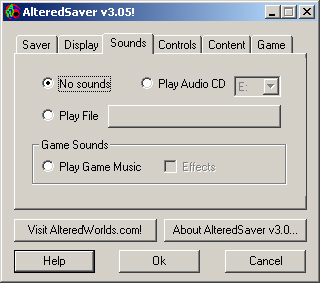 AlteredSaver v3.05!
Saver Display Sounds Controls Content Game
No sounds Play Audio CD E:
Play File
Game Sounds
Play Game Music Effects
Visit AlteredWorlds.com! About AlteredSaver v3.0...
Help Ok Cancel